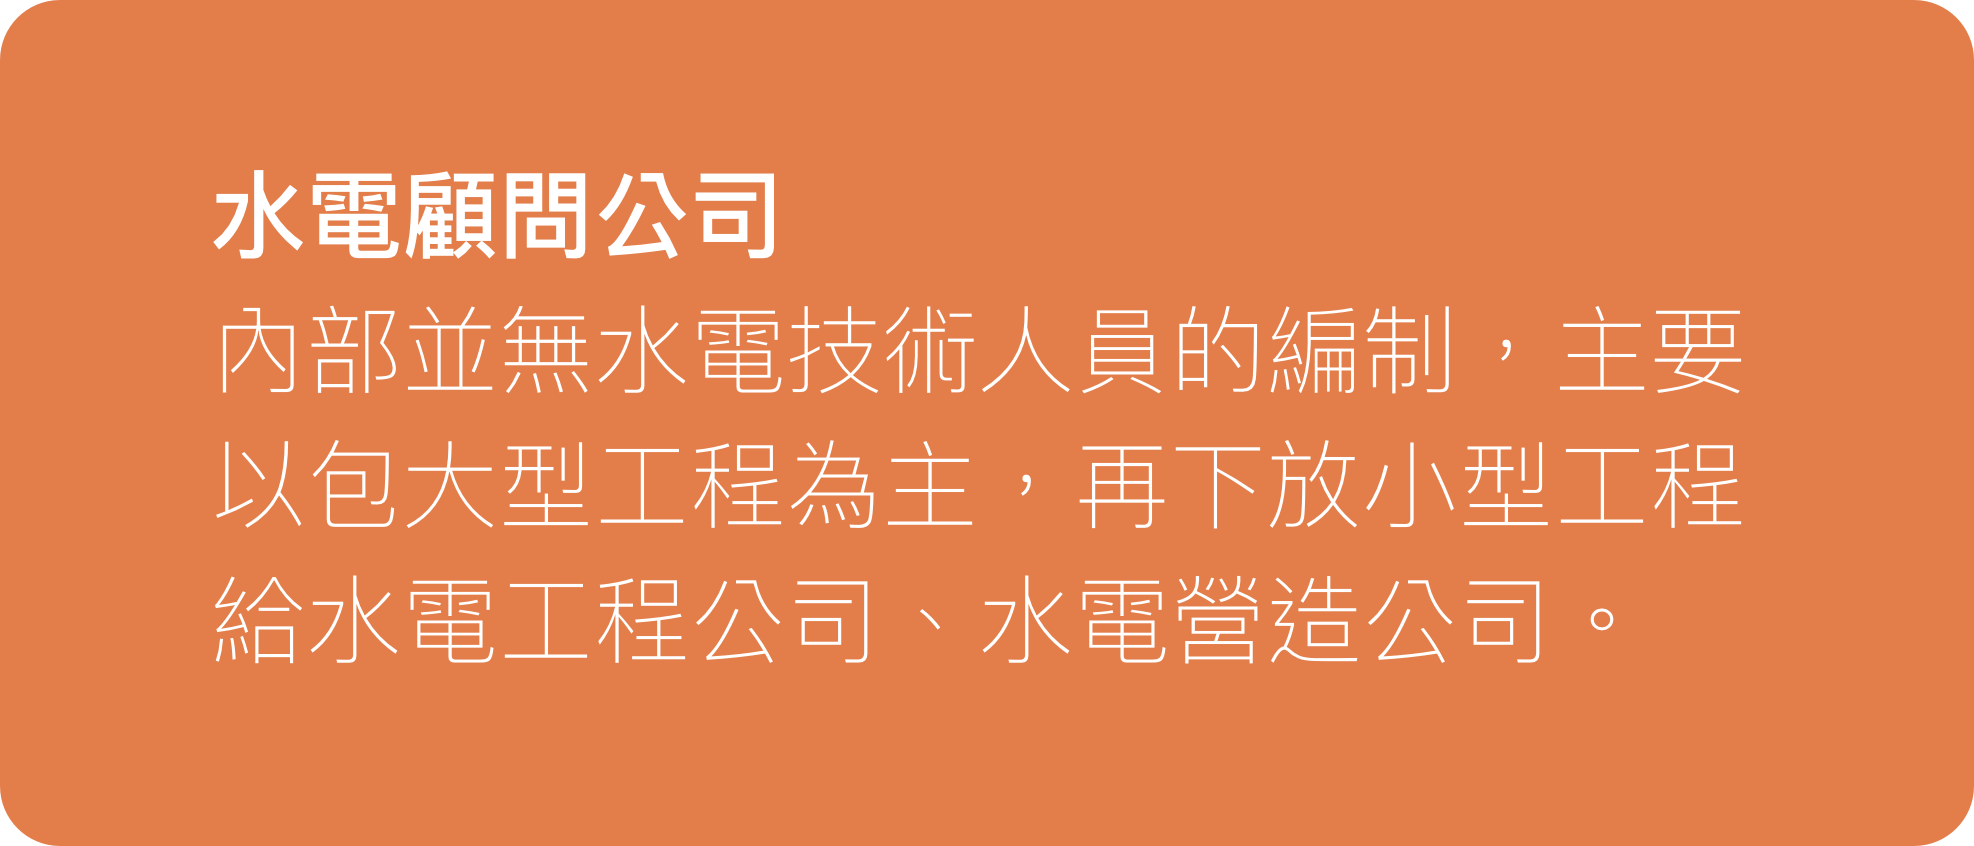 水電顧問公司
內部並無水電技術人員的編制，主要
以包大型工程為主，再下放小型工程
給水電工程公司、水電營造公司。